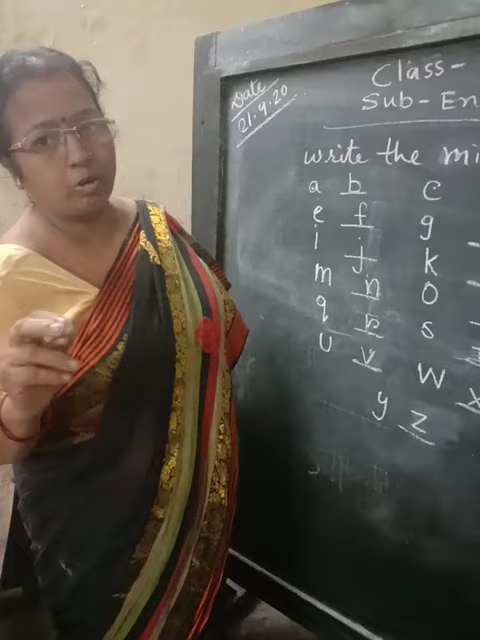 Date
21.9.20
Class-
Sub-En
write the mi
a b c
e f g
i j k
m n o
q r s
u v w x
y z